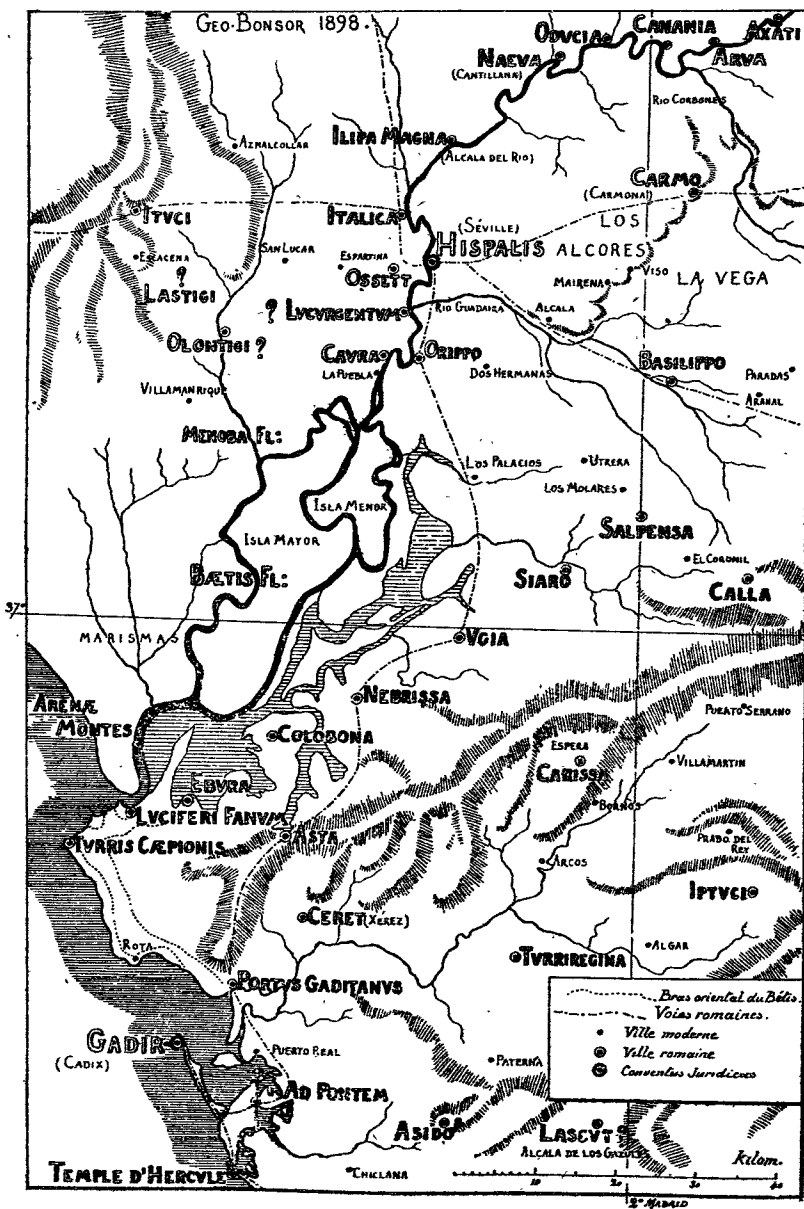 GEO·BONSOR 1898.
ODVCIA
CANANIA
AXATI
NAEVA
(CANTILLANA)
ARVA
RIO CORBONES
AZNALCOLLAR
ILIPA MAGNA
(ALCALA DEL RIO)
CARMO
(CARMONA)
ITVCI
ITALICA
(SÉVILLE)
LOS
ALCORES
HISPALIS
ESCACENA
SAN LUCAR
ESPARTINA
OSSETT
VISO
LA VEGA
MAIRENA
?
LASTIGI
?
LVCVRGENTVM
RIO GUADAIRA
ALCALA
OLONTIGI ?
CAVRA
ORIPPO
LA PUEBLA
DOS HERMANAS
BASILIPPO
PARADAS
ARAHAL
VILLAMANRIQUE
MENOBA FL:
LOS PALACIOS
UTRERA
LOS MOLARES
ISLA MENOR
ISLA MAYOR
SALPENSA
BÆTIS FL:
SIARO
EL CORONIL
CALLA
37°
MARISMAS
VGIA
ARENÆ
MONTES
NEBRISSA
PUERTO SERRANO
COLOBONA
ESPERA
CARISSA
VILLAMARTIN
EBVRA
LVCIFERI FANVM
BORNOS
TVRRIS CÆPIONIS
ASTA
PRADO DEL
REY
ARCOS
IPTVCI
CERET (XÉREZ)
ROTA
TVRRIREGINA
ALGAR
PORTVS GADITANVS
Bras oriental du Bétis.
Voies romaines.
Ville moderne
Ville romaine
Conventus Juridicos
GADIR
(CADIX)
PUERTO REAL
PATERNA
AD PONTEM
ASIDO
LASCVT
ALCALA DE LOS GAZULES
TEMPLE D'HERCVLE
CHICLANA
Kilom.
10
20
30
40
2° MADRID